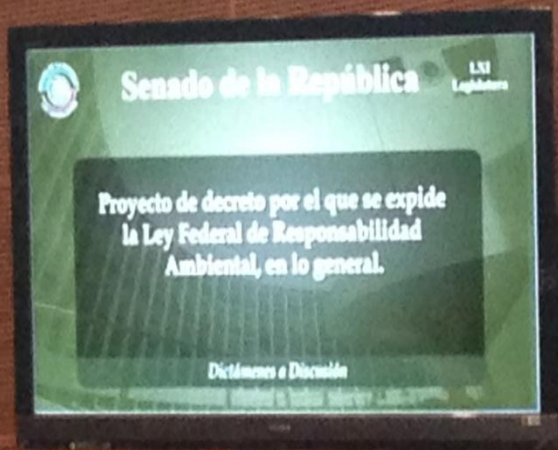 Senado de la República
LXI
Legislatura
Proyecto de decreto por el que se expide
la Ley Federal de Responsabilidad
Ambiental, en lo general.
Dictámenes a Discusión